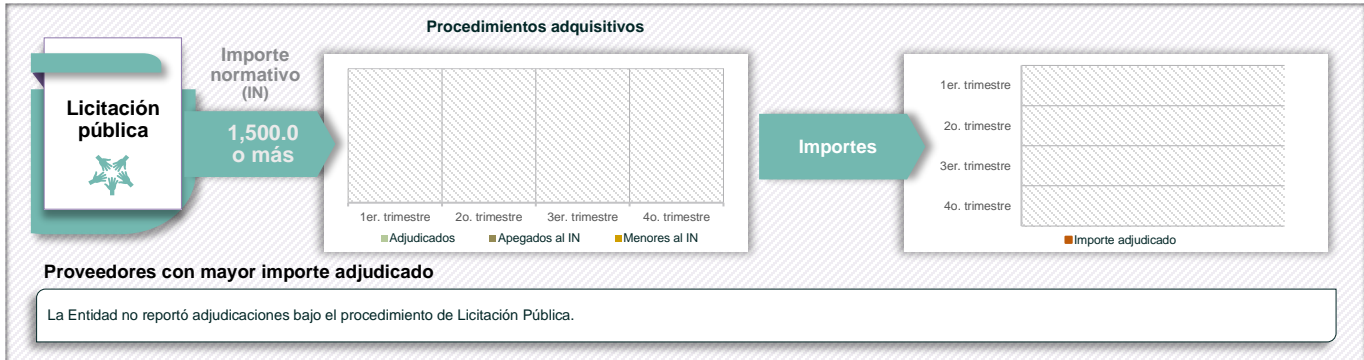 Procedimientos adquisitivos
Licitación
pública
Importe
normativo
(IN)
1,500.0
o más
1er. trimestre 2o. trimestre 3er. trimestre 4o. trimestre
Adjudicados Apegados al IN Menores al IN
Importes
1er. trimestre
2o. trimestre
3er. trimestre
4o. trimestre
Importe adjudicado
Proveedores con mayor importe adjudicado
La Entidad no reportó adjudicaciones bajo el procedimiento de Licitación Pública.